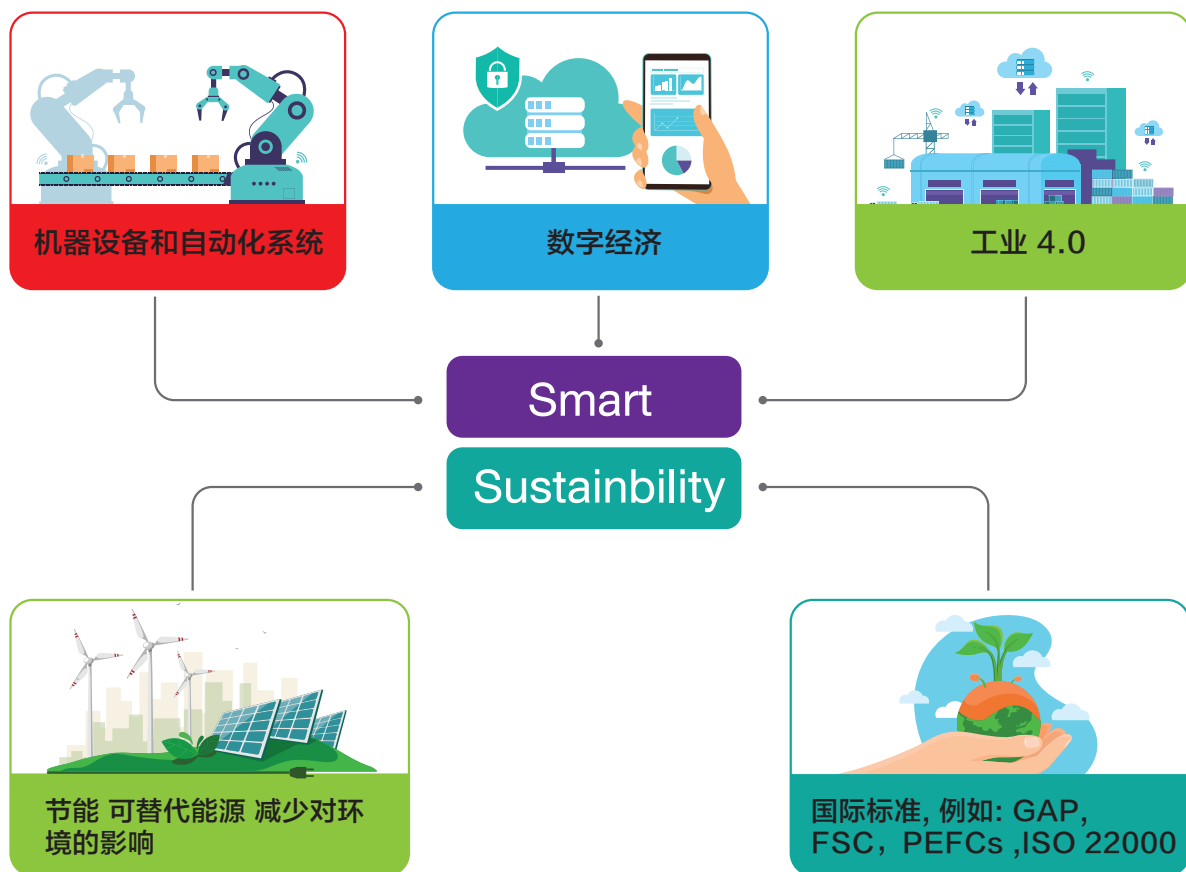 机器设备和自动化系统
数字经济
工业 4.0
Smart
Sustainbility
节能 可替代能源 减少对环
境的影响
国际标准, 例如: GAP,
FSC，PEFCs ,ISO 22000